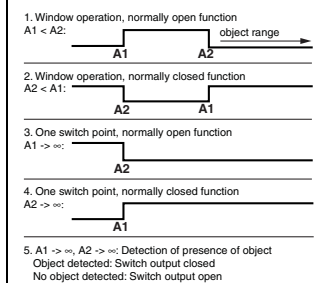 1. Window operation, normally open function
A1 < A2:
object range
A1 A2
2. Window operation, normally closed function
A2 < A1:
A2 A1
3. One switch point, normally open function
A1 -> ∞:
A2
4. One switch point, normally closed function
A2 -> ∞:
A1
5. A1 -> ∞, A2 -> ∞: Detection of presence of object
Object detected: Switch output closed
No object detected: Switch output open